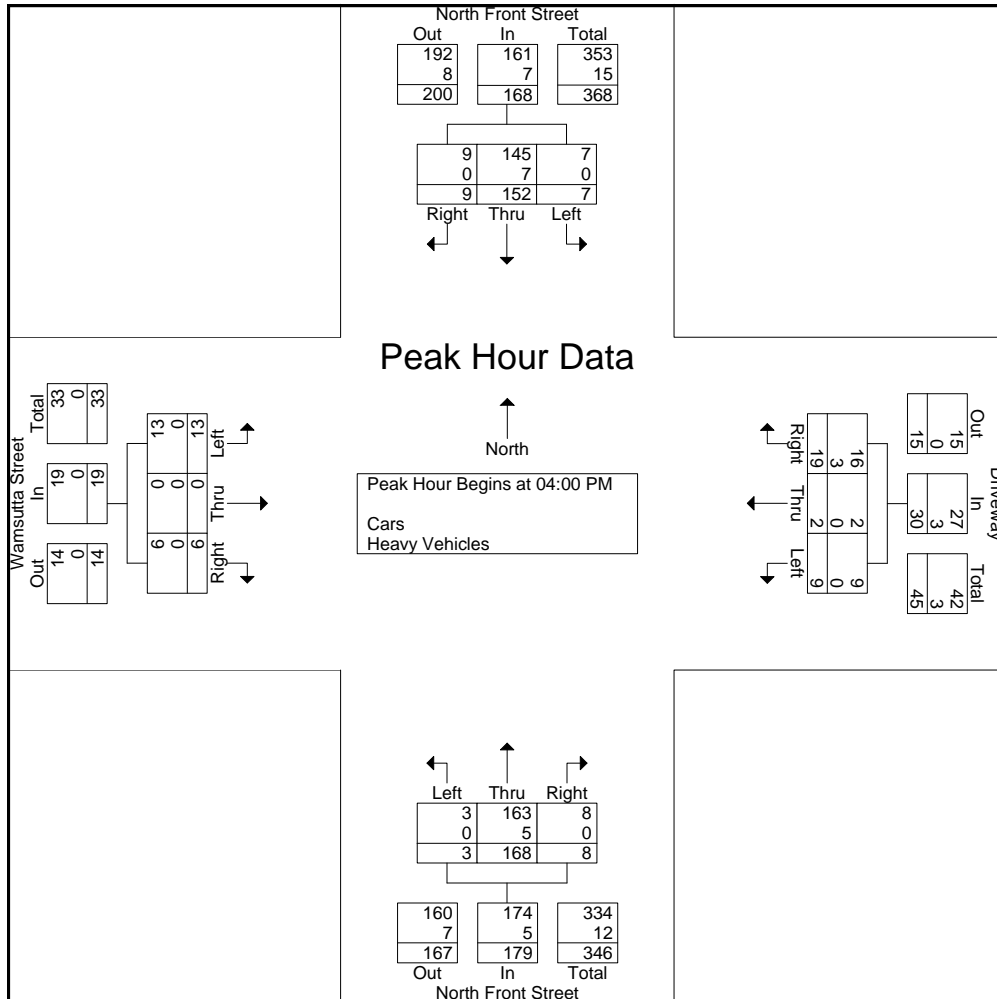 North Front Street
Out In Total
192 161 353
8 7 15
200 168 368
9 145 7
0 7 0
9 152 7
Right Thru Left
Peak Hour Data
North
Peak Hour Begins at 04:00 PM
Cars
Heavy Vehicles
Wamsutta Street
Total In Out
33 19 14
0 0 0
33 19 14
13 0 6
0 0 0
13 0 6
Left Thru Right
Driveway
Out In Total
15 27 42
0 3 3
15 30 45
16 2 9
3 0 0
19 2 9
Right Thru Left
Left Thru Right
3 163 8
0 5 0
3 168 8
160 174 334
7 5 12
167 179 346
Out In Total
North Front Street